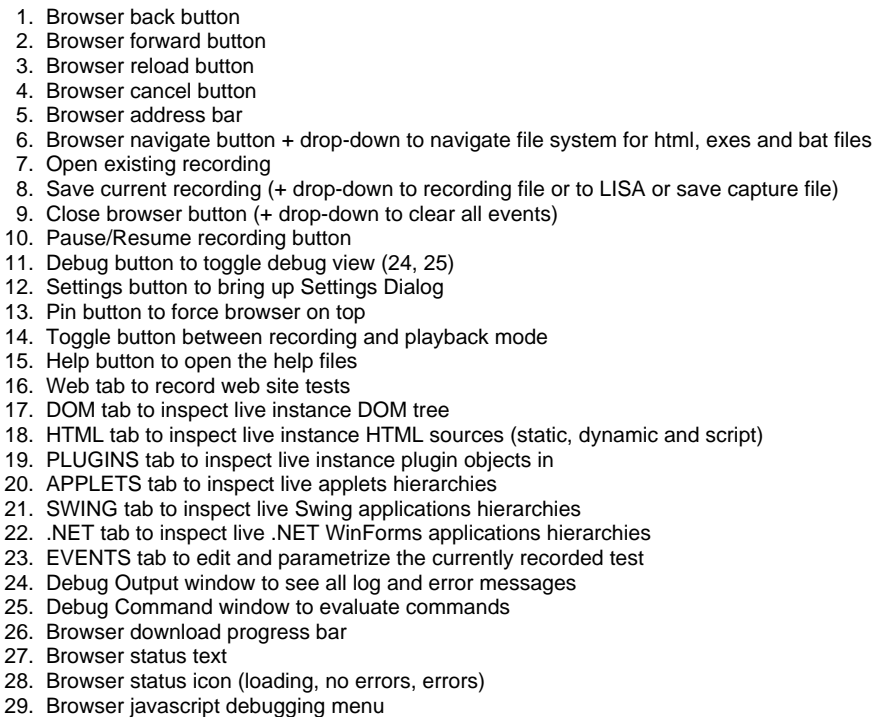 1. Browser back button
2. Browser forward button
3. Browser reload button
4. Browser cancel button
5. Browser address bar
6. Browser navigate button + drop-down to navigate file system for html, exes and bat files
7. Open existing recording
8. Save current recording (+ drop-down to recording file or to LISA or save capture file)
9. Close browser button (+ drop-down to clear all events)
10. Pause/Resume recording button
11. Debug button to toggle debug view (24, 25)
12. Settings button to bring up Settings Dialog
13. Pin button to force browser on top
14. Toggle button between recording and playback mode
15. Help button to open the help files
16. Web tab to record web site tests
17. DOM tab to inspect live instance DOM tree
18. HTML tab to inspect live instance HTML sources (static, dynamic and script)
19. PLUGINS tab to inspect live instance plugin objects in
20. APPLETS tab to inspect live applets hierarchies
21. SWING tab to inspect live Swing applications hierarchies
22. .NET tab to inspect live .NET WinForms applications hierarchies
23. EVENTS tab to edit and parametrize the currently recorded test
24. Debug Output window to see all log and error messages
25. Debug Command window to evaluate commands
26. Browser download progress bar
27. Browser status text
28. Browser status icon (loading, no errors, errors)
29. Browser javascript debugging menu